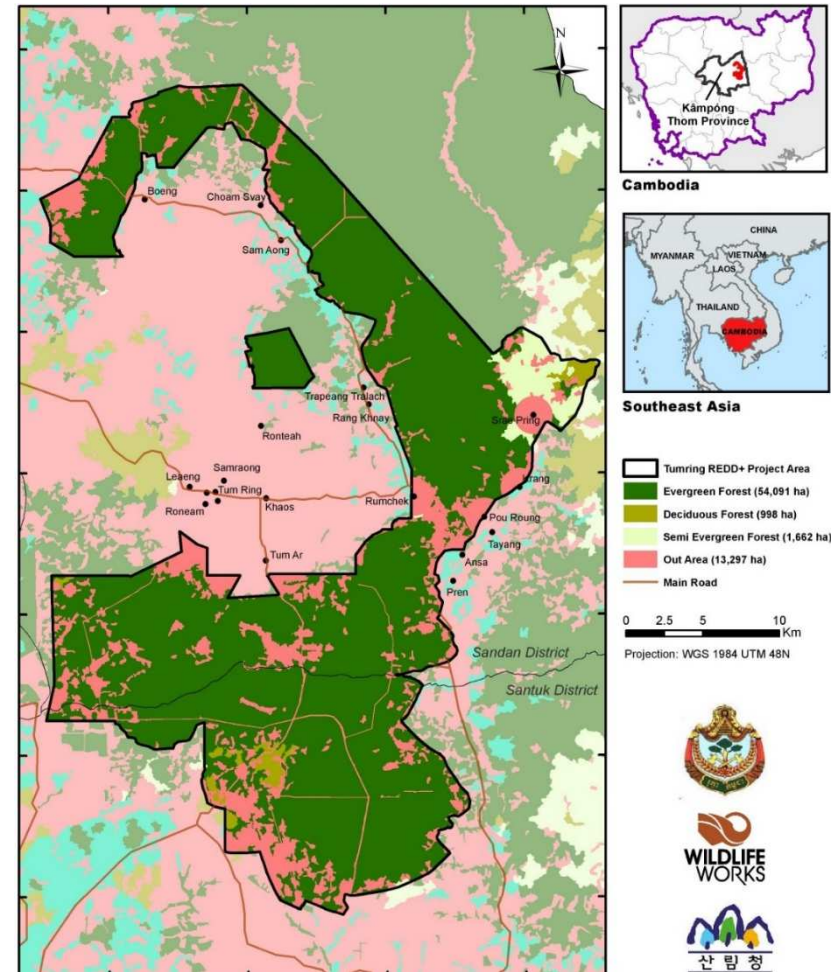 N
Boeng
Choam Svay
Sam Aong
Trapeang Tralach
Rang Khnay
Srae Pring
Ronteah
Samraong
Leaeng
Tum Ring
Roneam
Khaos
Rumchek
Krang
Pou Roung
Tayang
Ansa
Tum Ar
Pren
Sandan District
Santuk District
Kâmpóng
Thom Province
Cambodia
CHINA
MYANMAR
VIETNAM
LAOS
THAILAND
CAMBODIA
Southeast Asia
Tumring REDD+ Project Area
Evergreen Forest (54,091 ha)
Deciduous Forest (998 ha)
Semi Evergreen Forest (1,662 ha)
Out Area (13,297 ha)
Main Road
0 2.5 5 10
Km
Projection: WGS 1984 UTM 48N
WILDLIFE
WORKS
산림청